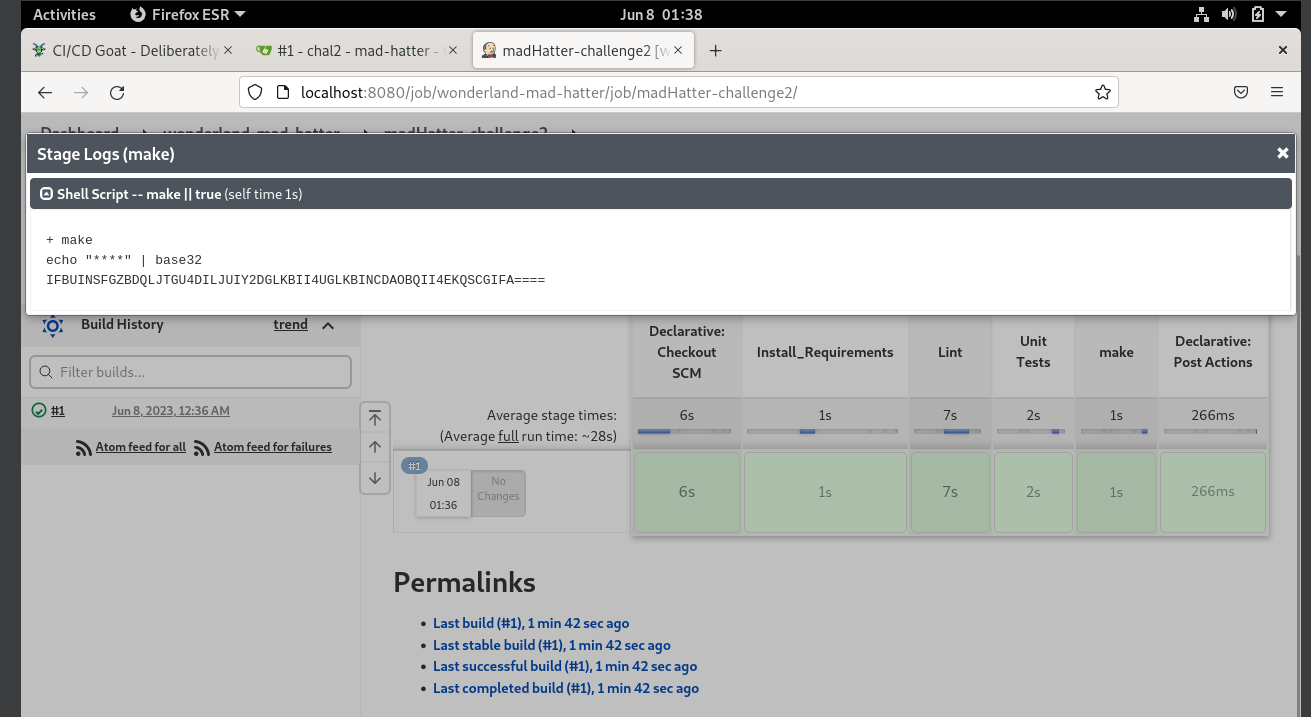 Activities Firefox ESR Jun 8 01:38
CI/CD Goat - Deliberately #1 - chal2 - mad-hatter - madHatter-challenge2 [w
localhost:8080/job/wonderland-mad-hatter/job/madHatter-challenge2/
Dashboard wonderland-mad-hatter madHatter-challenge2
Stage Logs (make)
Shell Script -- make || true (self time 1s)
+ make
echo "****" | base32
IFBUINSFGZBDQLJTGU4DILJUIY2DGLKBII4UGLKBINCDAOBQII4EKQSCGIFA====
Build History trend
Filter builds...
#1 Jun 8, 2023, 12:36 AM
Atom feed for all Atom feed for failures
Declarative: Checkout SCM
Install_Requirements
Lint
Unit Tests
make
Declarative: Post Actions
Average stage times: 6s 1s 7s 2s 1s 266ms
(Average full run time: ~28s)
#1
Jun 08
01:36
No Changes
6s 1s 7s 2s 1s 266ms
Permalinks
Last build (#1), 1 min 42 sec ago
Last stable build (#1), 1 min 42 sec ago
Last successful build (#1), 1 min 42 sec ago
Last completed build (#1), 1 min 42 sec ago